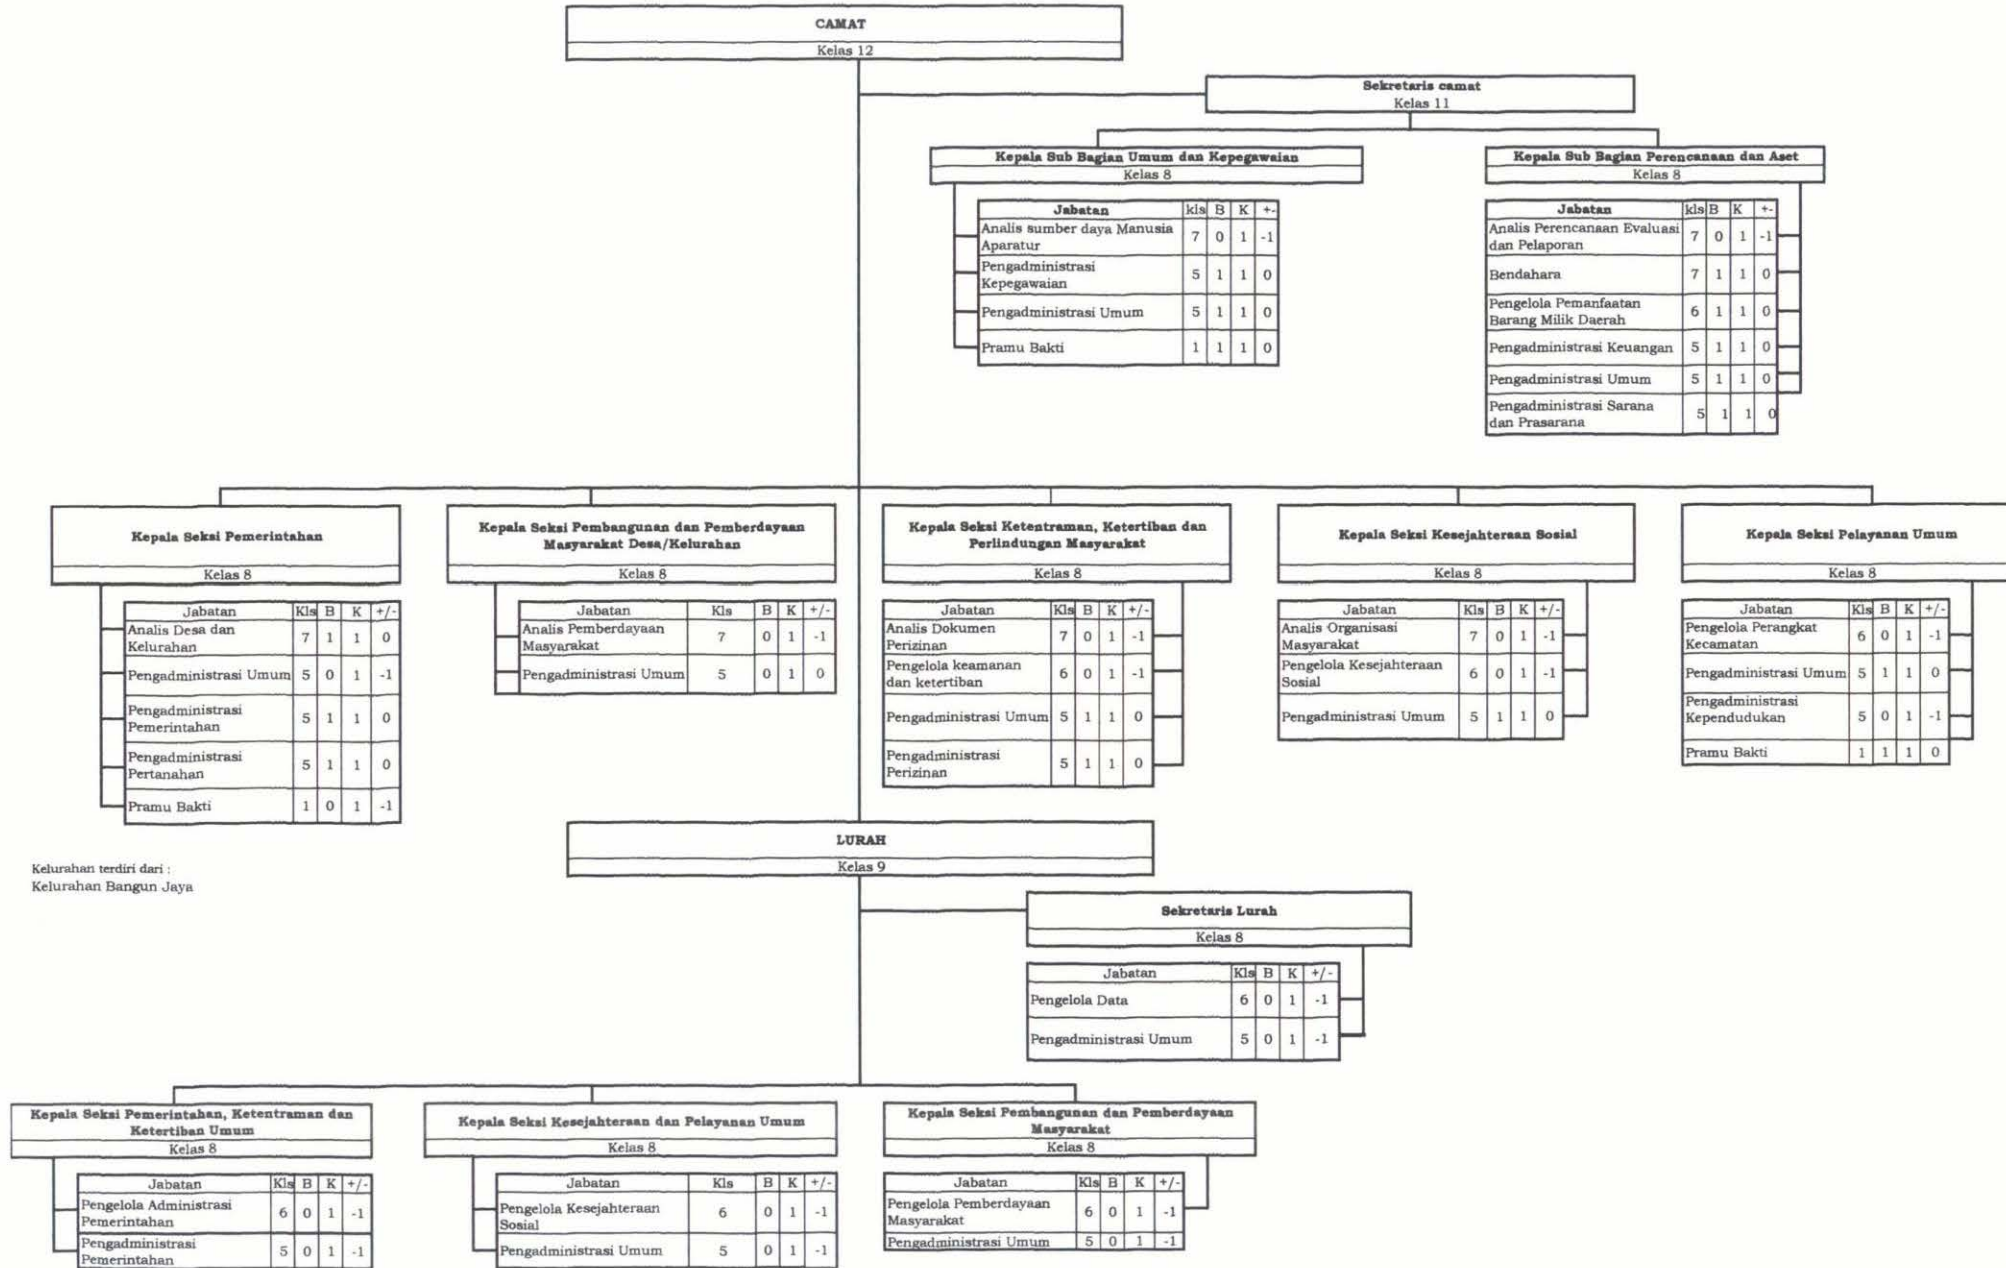 CAMAT
Kelas 12
Sekretaris camat
Kelas 11
Kepala Sub Bagian Umum dan Kepegawaian
Kelas 8
Jabatan kls B K +-
Analis sumber daya Manusia
Aparatur 7 0 1 -1
Pengadministrasi
Kepegawaian 5 1 1 0
Pengadministrasi Umum 5 1 1 0
Pramu Bakti 1 1 1 0
Kepala Sub Bagian Perencanaan dan Aset
Kelas 8
Jabatan kls B K +-
Analis Perencanaan Evaluasi
dan Pelaporan 7 0 1 -1
Bendahara 7 1 1 0
Pengelola Pemanfaatan
Barang Milik Daerah 6 1 1 0
Pengadministrasi Keuangan 5 1 1 0
Pengadministrasi Umum 5 1 1 0
Pengadministrasi Sarana
dan Prasarana 5 1 1 0
Kepala Seksi Pemerintahan
Kelas 8
Jabatan Kls B K +/-
Analis Desa dan
Kelurahan 7 1 1 0
Pengadministrasi Umum 5 0 1 -1
Pengadministrasi
Pemerintahan 5 1 1 0
Pengadministrasi
Pertanahan 5 1 1 0
Pramu Bakti 1 0 1 -1
Kepala Seksi Pembangunan dan Pemberdayaan
Masyarakat Desa/Kelurahan
Kelas 8
Jabatan Kls B K +/-
Analis Pemberdayaan
Masyarakat 7 0 1 -1
Pengadministrasi Umum 5 0 1 0
Kepala Seksi Ketentraman, Ketertiban dan
Perlindungan Masyarakat
Kelas 8
Jabatan Kls B K +/-
Analis Dokumen
Perizinan 7 0 1 -1
Pengelola keamanan
dan ketertiban 6 0 1 -1
Pengadministrasi Umum 5 1 1 0
Pengadministrasi
Perizinan 5 1 1 0
Kepala Seksi Kesejahteraan Sosial
Kelas 8
Jabatan Kls B K +/-
Analis Organisasi
Masyarakat 7 0 1 -1
Pengelola Kesejahteraan
Sosial 6 0 1 -1
Pengadministrasi Umum 5 1 1 0
Kepala Seksi Pelayanan Umum
Kelas 8
Jabatan Kls B K +/-
Pengelola Perangkat
Kecamatan 6 0 1 -1
Pengadministrasi Umum 5 1 1 0
Pengadministrasi
Kependudukan 5 0 1 -1
Pramu Bakti 1 1 1 0
LURAH
Kelas 9
Kelurahan terdiri dari :
Kelurahan Bangun Jaya
Sekretaris Lurah
Kelas 8
Jabatan Kls B K +/-
Pengelola Data 6 0 1 -1
Pengadministrasi Umum 5 0 1 -1
Kepala Seksi Pemerintahan, Ketentraman dan
Ketertiban Umum
Kelas 8
Jabatan Kls B K +/-
Pengelola Administrasi
Pemerintahan 6 0 1 -1
Pengadministrasi
Pemerintahan 5 0 1 -1
Kepala Seksi Kesejahteraan dan Pelayanan Umum
Kelas 8
Jabatan Kls B K +/-
Pengelola Kesejahteraan
Sosial 6 0 1 -1
Pengadministrasi Umum 5 0 1 -1
Kepala Seksi Pembangunan dan Pemberdayaan
Masyarakat
Kelas 8
Jabatan Kls B K +/-
Pengelola Pemberdayaan
Masyarakat 6 0 1 -1
Pengadministrasi Umum 5 0 1 -1